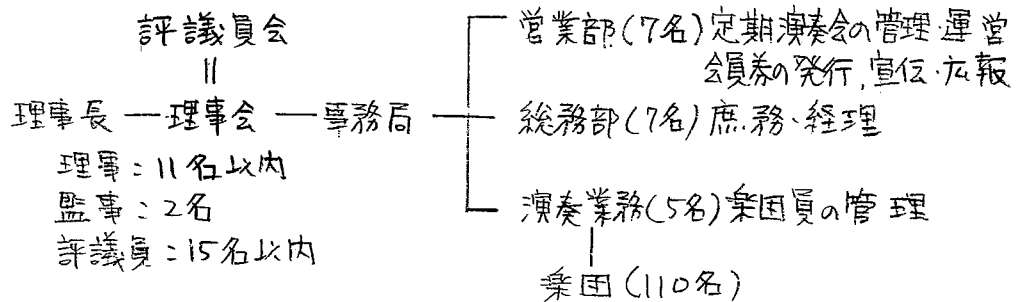 評議員会
||
理事長 — 理事会 — 事務局
理事：11名以内
監事：2名
評議員：15名以内
営業部(7名)定期演奏会の管理・運営
会員券の発行,宣伝・広報
総務部(7名)庶務・経理
演奏業務(5名)楽団員の管理
楽団(110名)